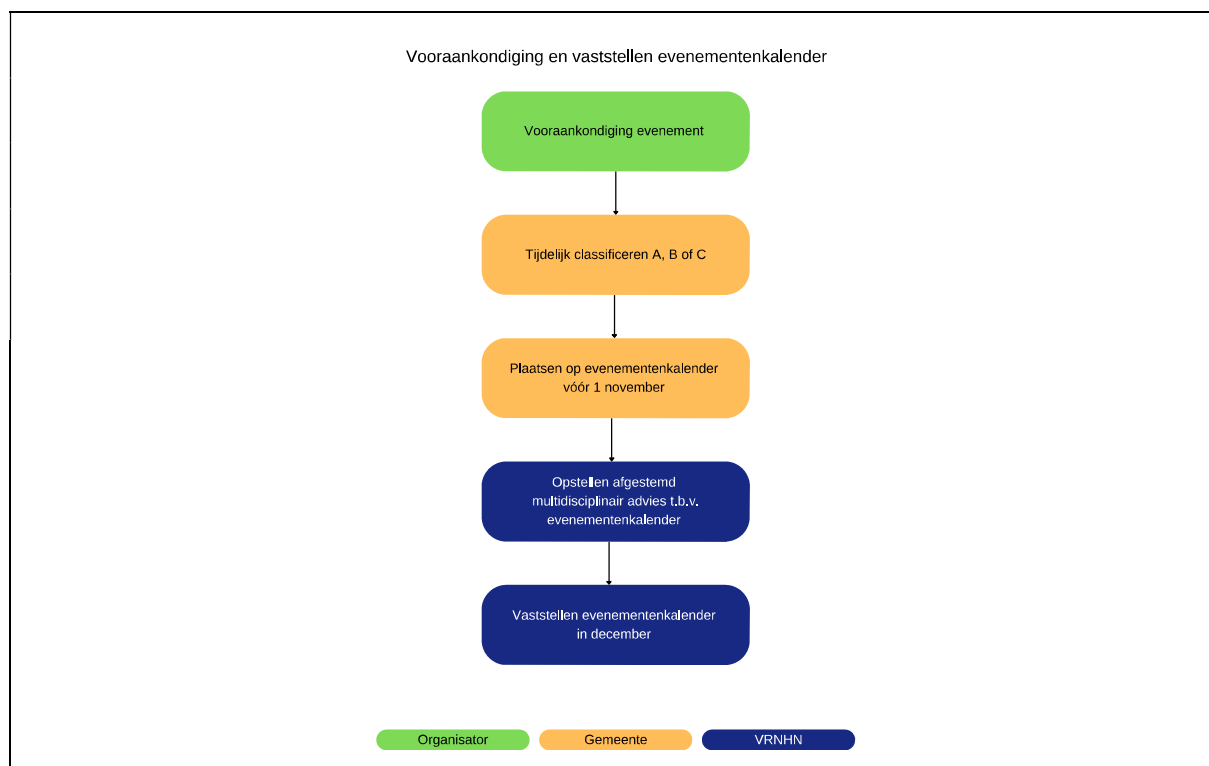 Vooraankondiging en vaststellen evenementenkalender
Vooraankondiging evenement
Tijdelijk classificeren A, B of C
Plaatsen op evenementenkalender
vóór 1 november
Opstellen afgestemd
multidisciplinair advies t.b.v.
evenementenkalender
Vaststellen evenementenkalender
in december
Organisator
Gemeente
VRNHN